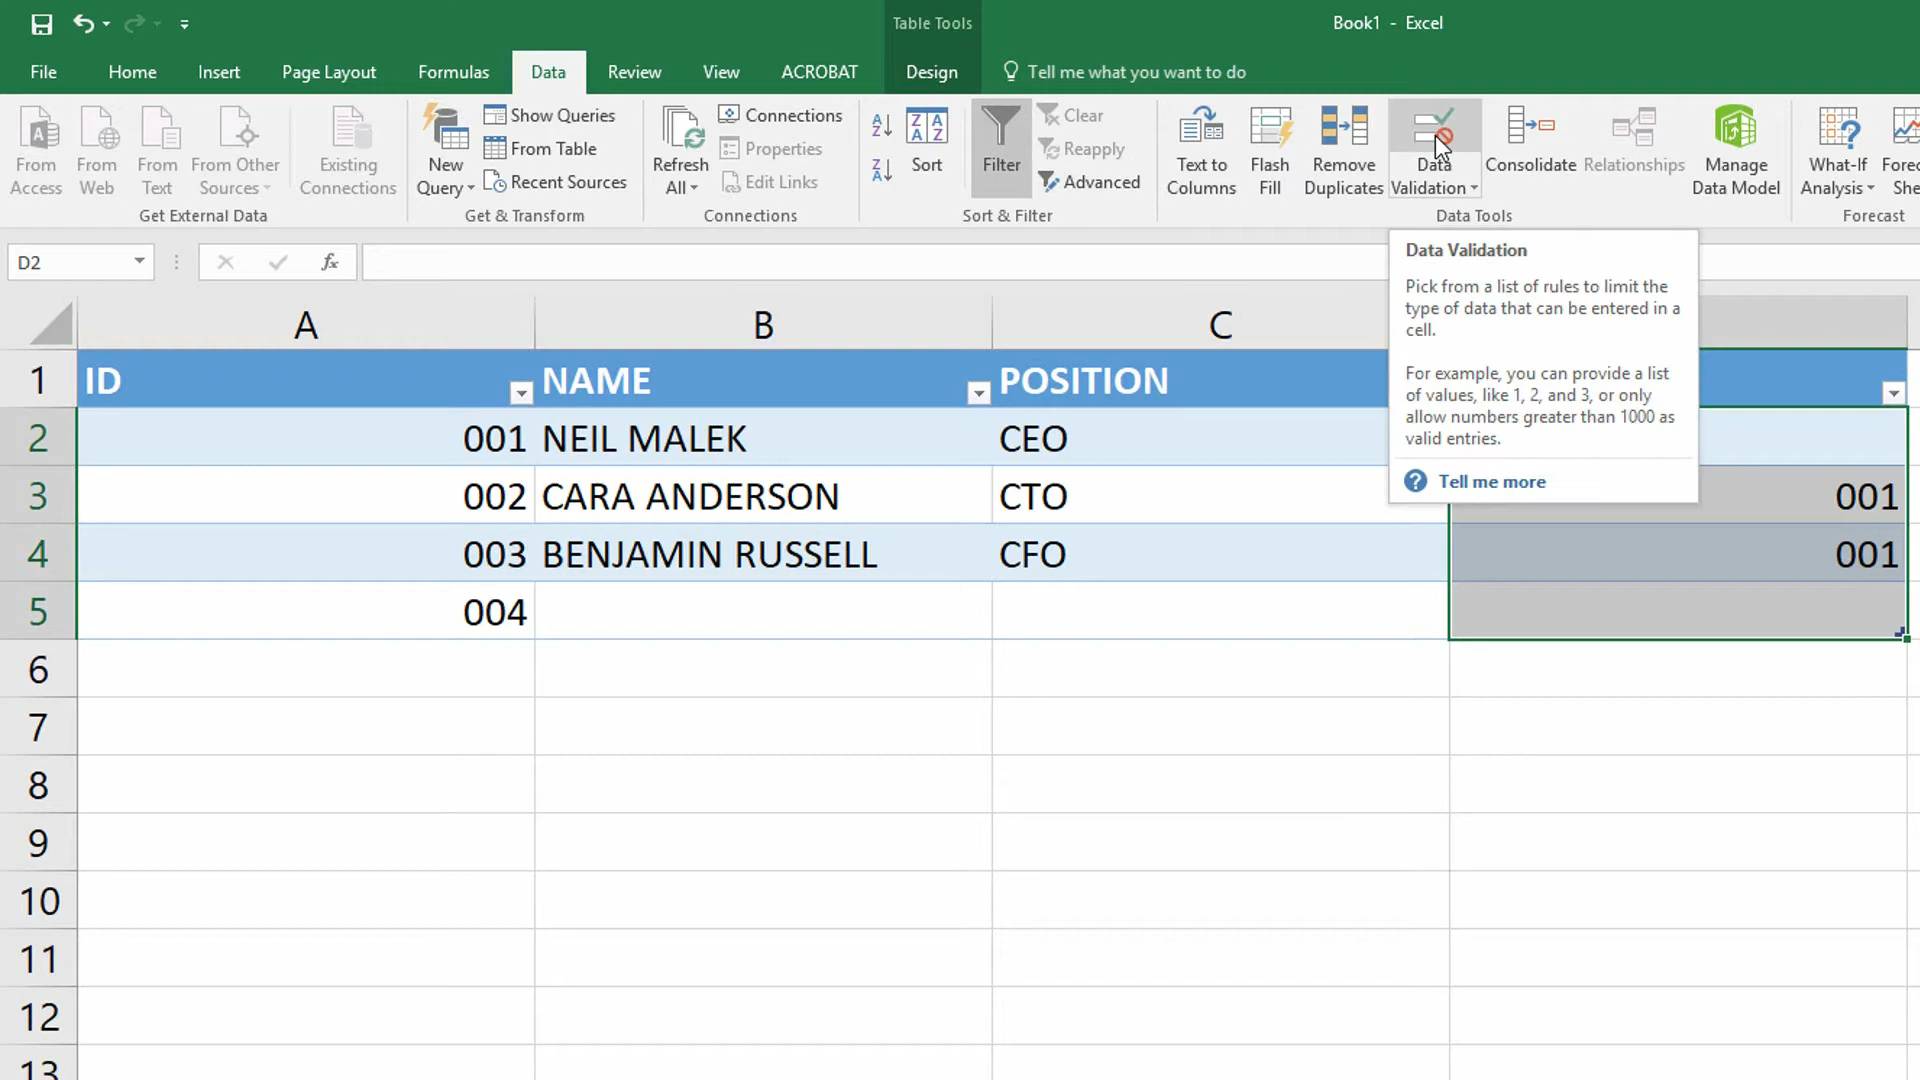 Table Tools
Book1 - Excel
File Home Insert Page Layout Formulas Data Review View ACROBAT Design Tell me what you want to do
From Access
From Web
From Text
From Other Sources
Existing Connections
Get External Data
New Query
Show Queries
From Table
Recent Sources
Get & Transform
Refresh All
Connections
Properties
Edit Links
Connections
Sort
Filter
Clear
Reapply
Advanced
Sort & Filter
Text to Columns
Flash Fill
Remove Duplicates
Data Validation
Consolidate
Relationships
Manage Data Model
Data Tools
What-If Analysis
Forec
She
Forecast
D2
fx
Data Validation
Pick from a list of rules to limit the
type of data that can be entered in a
cell.
For example, you can provide a list
of values, like 1, 2, and 3, or only
allow numbers greater than 1000 as
valid entries.
Tell me more
A B C
1 ID NAME POSITION
2 001 NEIL MALEK CEO
3 002 CARA ANDERSON CTO 001
4 003 BENJAMIN RUSSELL CFO 001
5 004
6
7
8
9
10
11
12
13